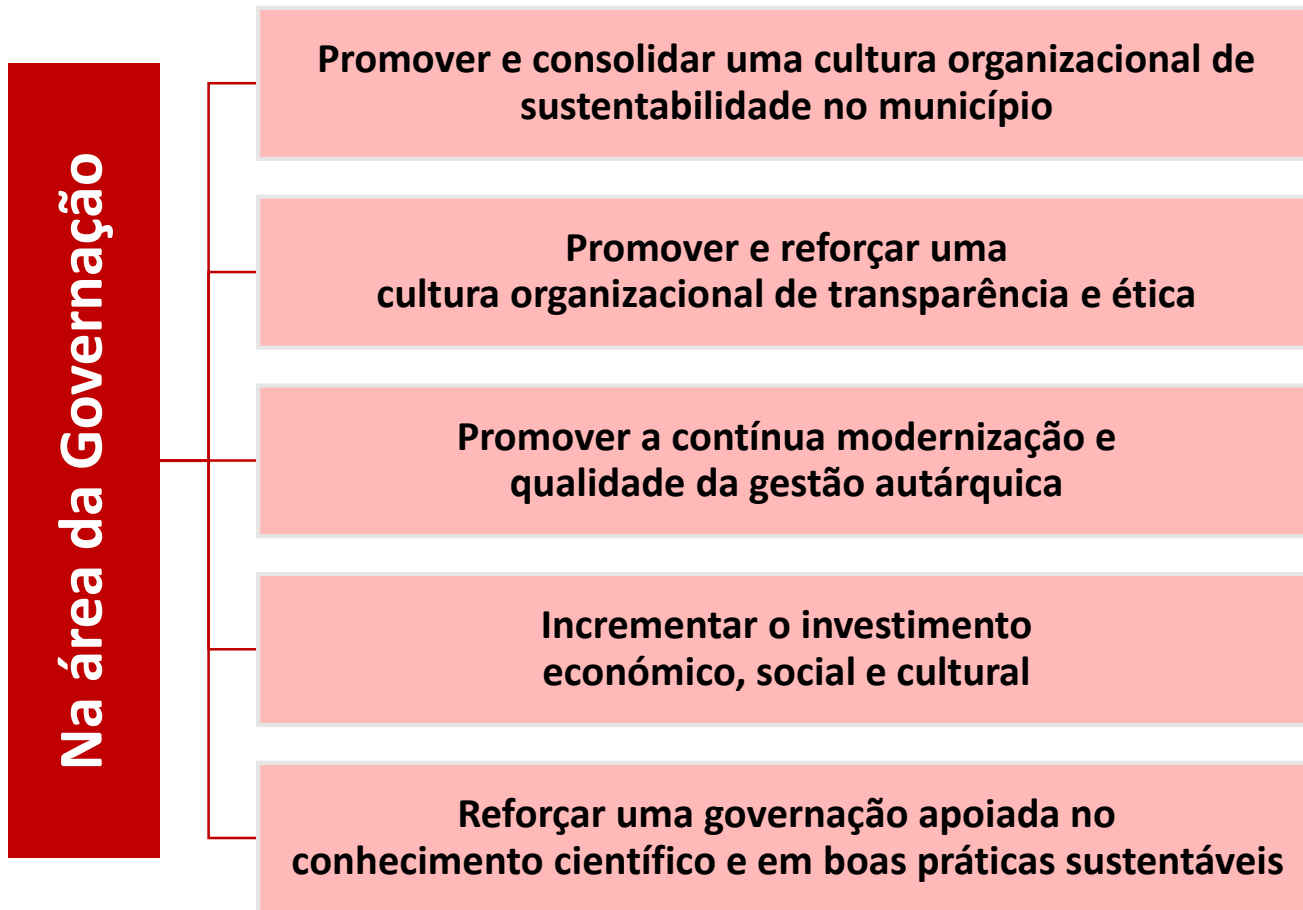 Na área da Governação
Promover e consolidar uma cultura organizacional de
sustentabilidade no município
Promover e reforçar uma
cultura organizacional de transparência e ética
Promover a contínua modernização e
qualidade da gestão autárquica
Incrementar o investimento
económico, social e cultural
Reforçar uma governação apoiada no
conhecimento científico e em boas práticas sustentáveis